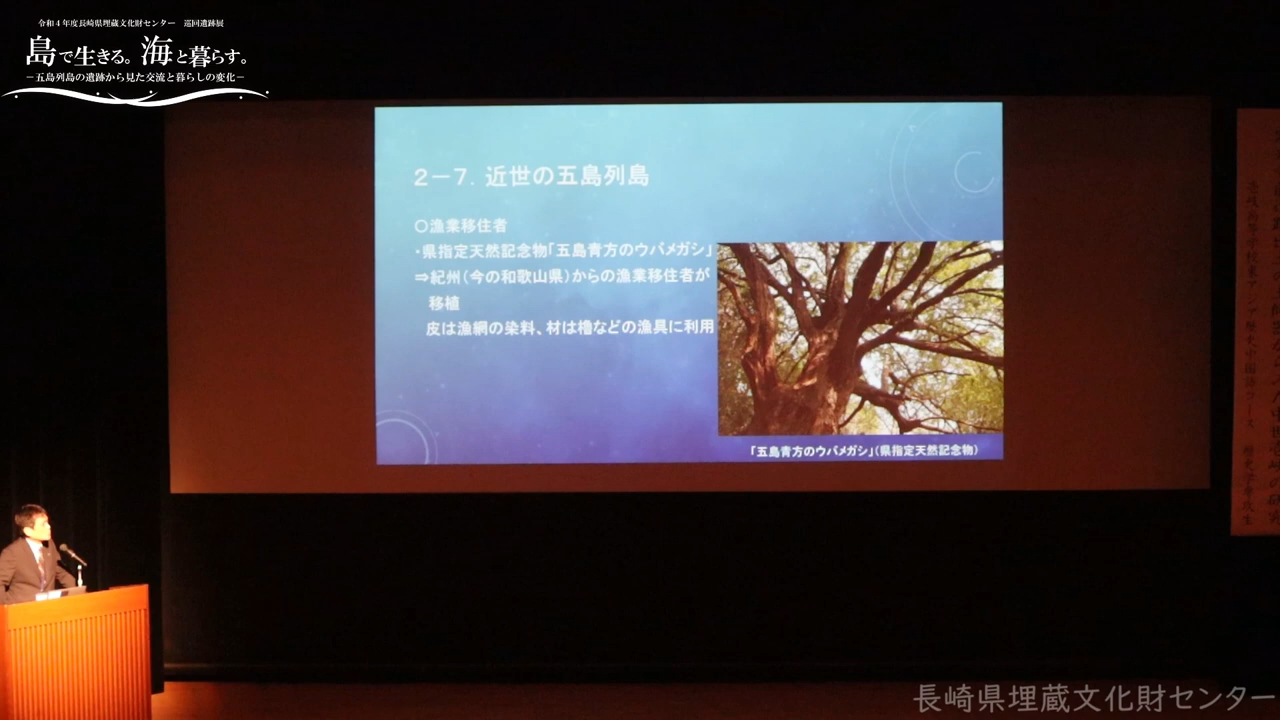 令和4年度長崎県埋蔵文化財センター 巡回遺跡展
島で生きる。海と暮らす。
－五島列島の遺跡から見た交流と暮らしの変化－
2－7. 近世の五島列島
〇漁業移住者
・県指定天然記念物「五島青方のウバメガシ」
⇒紀州(今の和歌山県)からの漁業移住者が
移植
皮は漁網の染料、材は櫓などの漁具に利用
「五島青方のウバメガシ」(県指定天然記念物)
長崎県埋蔵文化財センター